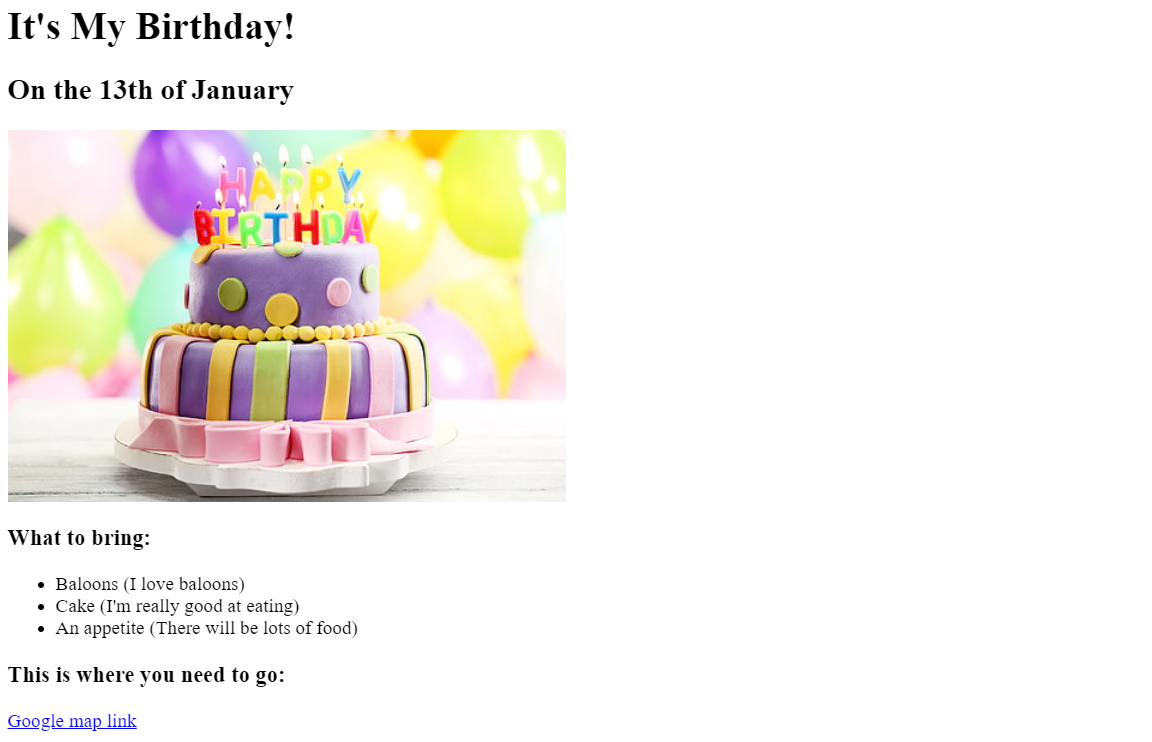 It's My Birthday!
On the 13th of January
HAPPY
BIRTHDAY
What to bring:
Baloons (I love baloons)
Cake (I'm really good at eating)
An appetite (There will be lots of food)
This is where you need to go:
Google map link